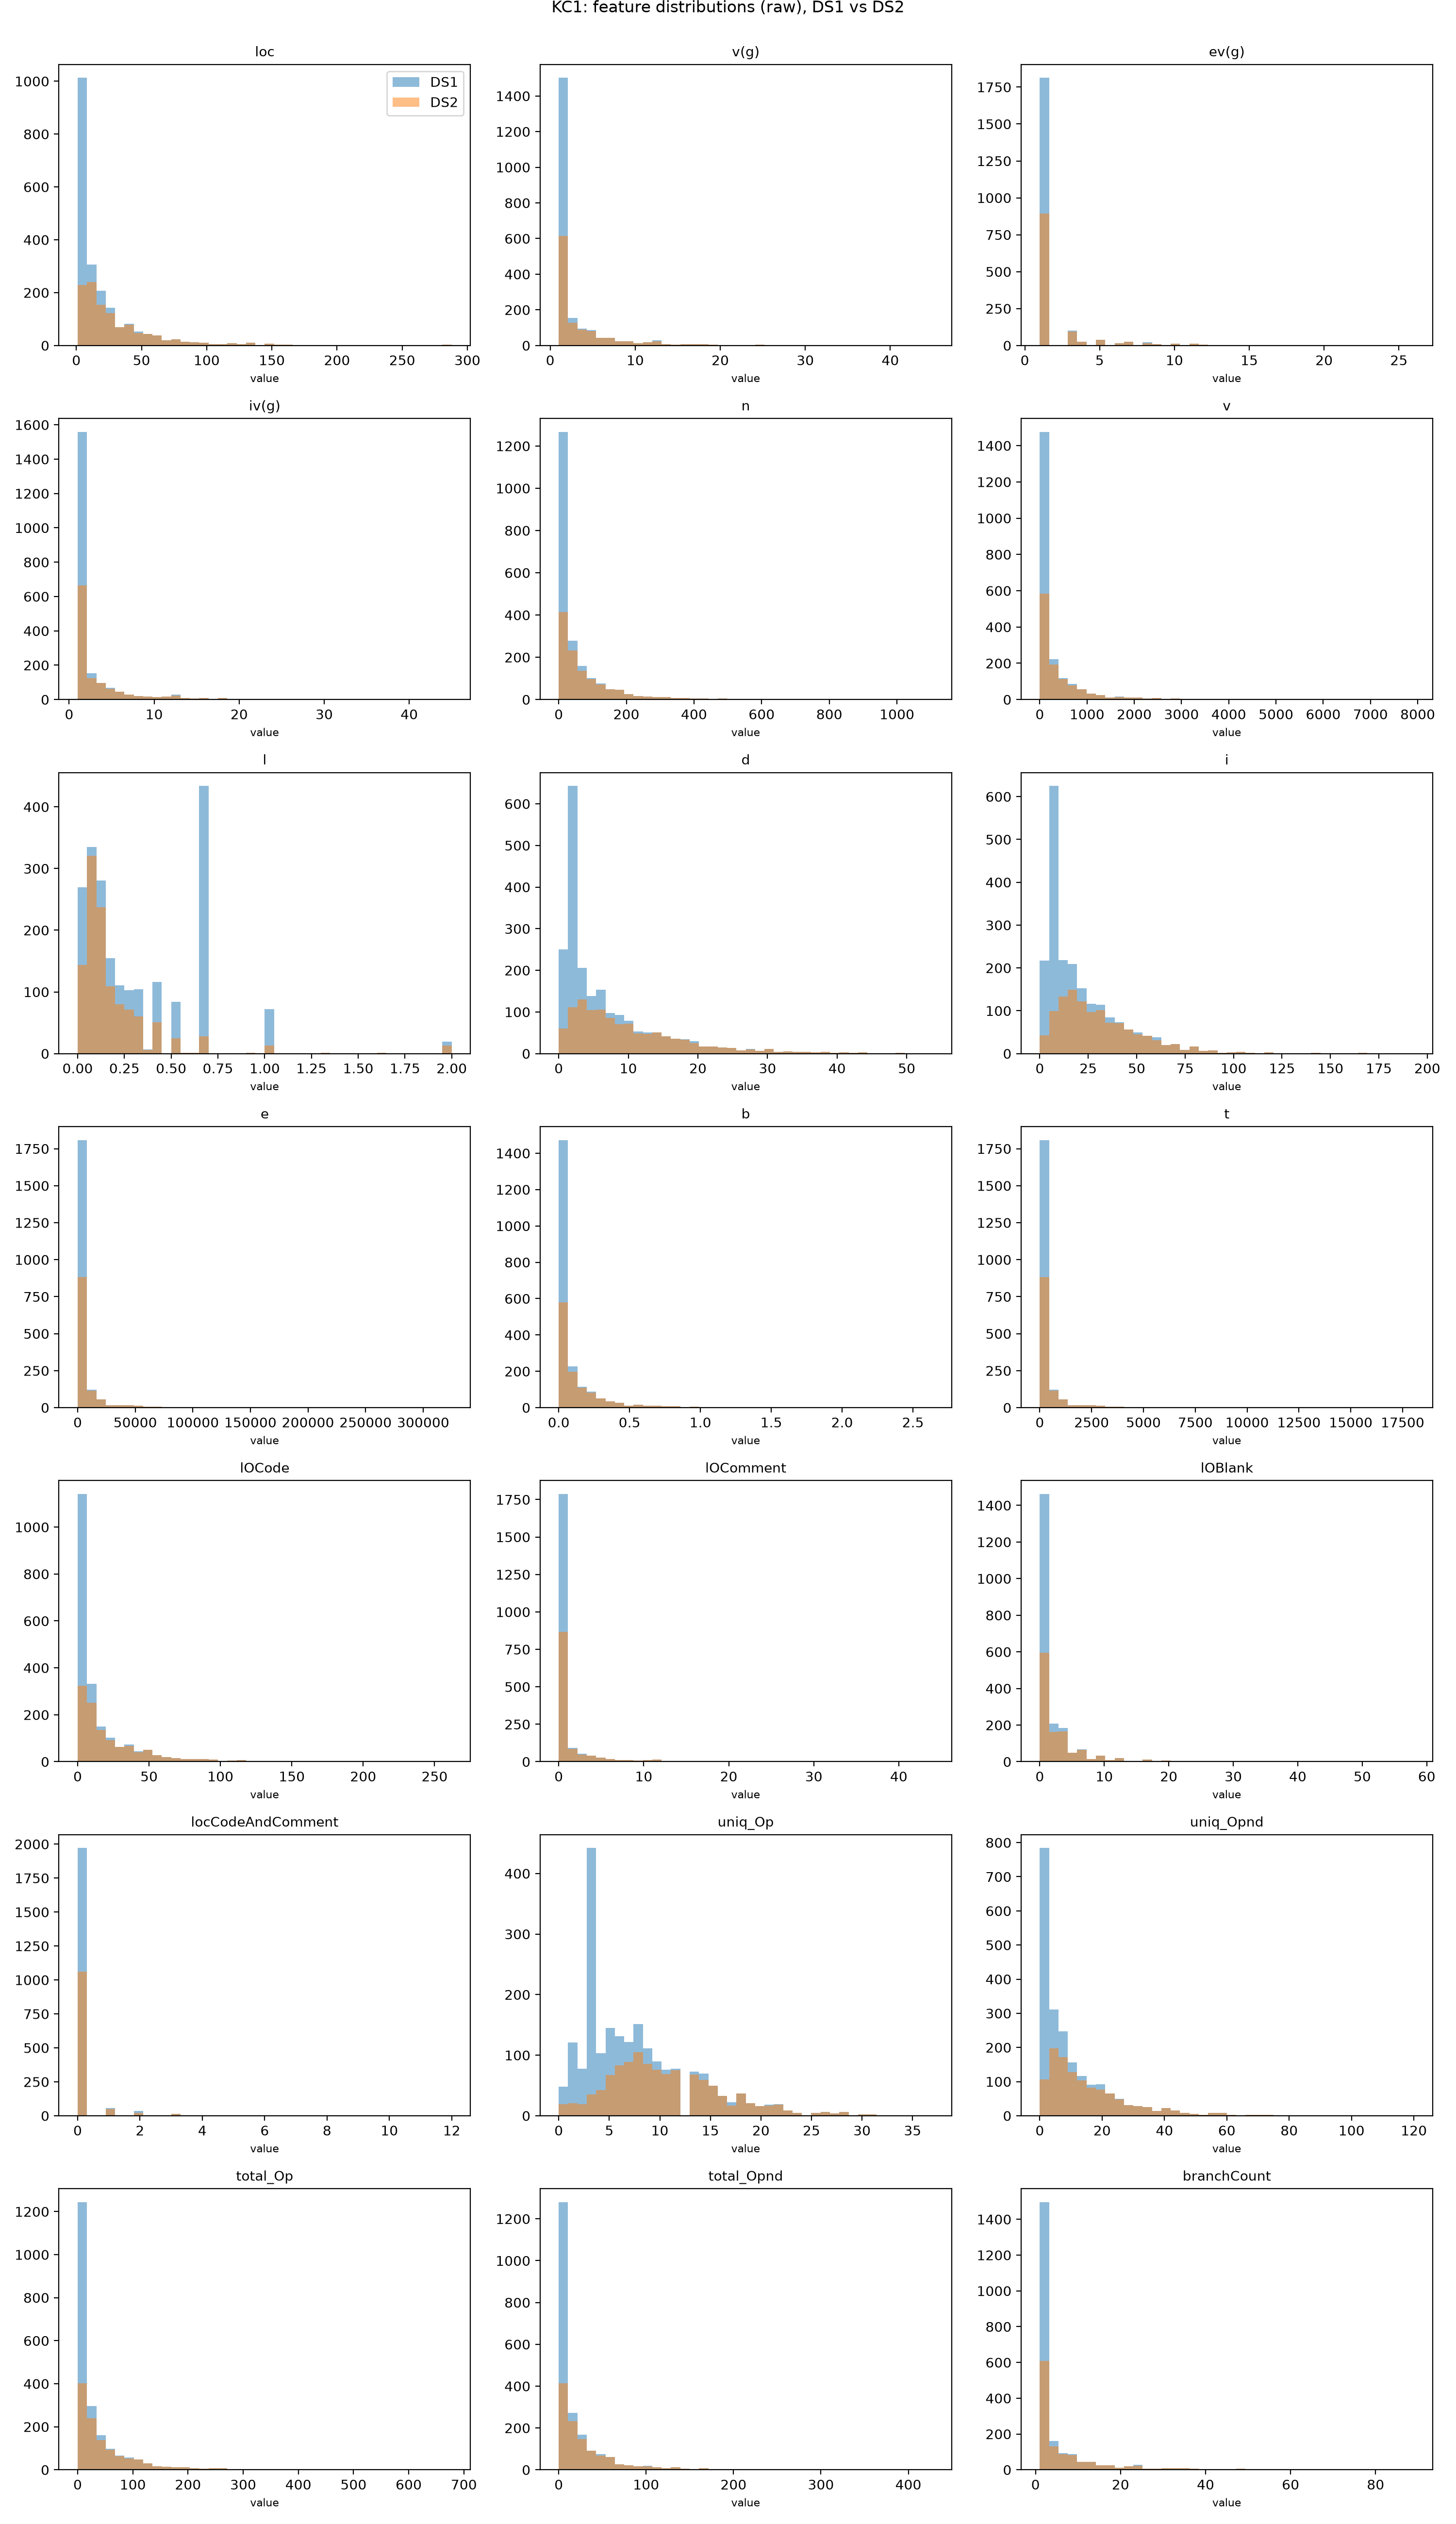 KC1: feature distributions (raw), DS1 vs DS2
loc
v(g)
ev(g)
DS1
DS2
1000
800
600
400
200
0
0 50 100 150 200 250 300
value
1400
1200
1000
800
600
400
200
0
0 10 20 30 40
value
1750
1500
1250
1000
750
500
250
0
0 5 10 15 20 25
value
iv(g)
n
v
1600
1400
1200
1000
800
600
400
200
0
0 10 20 30 40
value
1200
1000
800
600
400
200
0
0 200 400 600 800 1000
value
1400
1200
1000
800
600
400
200
0
0 1000 2000 3000 4000 5000 6000 7000 8000
value
l
d
i
400
300
200
100
0
0.00 0.25 0.50 0.75 1.00 1.25 1.50 1.75 2.00
value
600
500
400
300
200
100
0
0 10 20 30 40 50
value
600
500
400
300
200
100
0
0 25 50 75 100 125 150 175 200
value
e
b
t
1750
1500
1250
1000
750
500
250
0
0 50000 100000 150000 200000 250000 300000
value
1400
1200
1000
800
600
400
200
0
0.0 0.5 1.0 1.5 2.0 2.5
value
1750
1500
1250
1000
750
500
250
0
0 2500 5000 7500 10000 12500 15000 17500
value
lOCode
lOComment
lOBlank
1000
800
600
400
200
0
0 50 100 150 200 250
value
1750
1500
1250
1000
750
500
250
0
0 10 20 30 40
value
1400
1200
1000
800
600
400
200
0
0 10 20 30 40 50 60
value
locCodeAndComment
uniq_Op
uniq_Opnd
2000
1750
1500
1250
1000
750
500
250
0
0 2 4 6 8 10 12
value
400
300
200
100
0
0 5 10 15 20 25 30 35
value
800
700
600
500
400
300
200
100
0
0 20 40 60 80 100 120
value
total_Op
total_Opnd
branchCount
1200
1000
800
600
400
200
0
0 100 200 300 400 500 600 700
value
1200
1000
800
600
400
200
0
0 100 200 300 400
value
1400
1200
1000
800
600
400
200
0
0 20 40 60 80
value